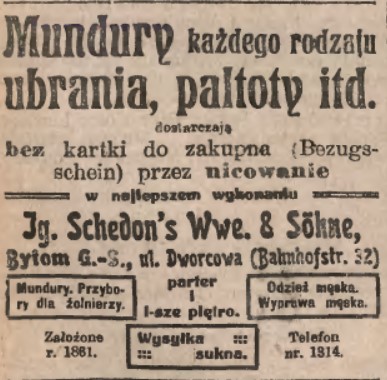 Mundury każdego rodzaju
ubrania, paltoty itd.
dostarczają
bez kartki do zakupna (Bezugs-
schein) przez nicowanie
w najlepszem wykonaniu
Jg. Schedon's Wwe. & Söhne,
Bytom G.-S., ul. Dworcowa (Bahnhofstr. 32)
Mundury. Przybo-
ry dla żołnierzy.
parter
i
I-sze piętro.
Odzież męska.
Wyprawa męska.
Założone
r. 1861.
Wysyłka :::
::: sukna.
Telefon
nr. 1314.